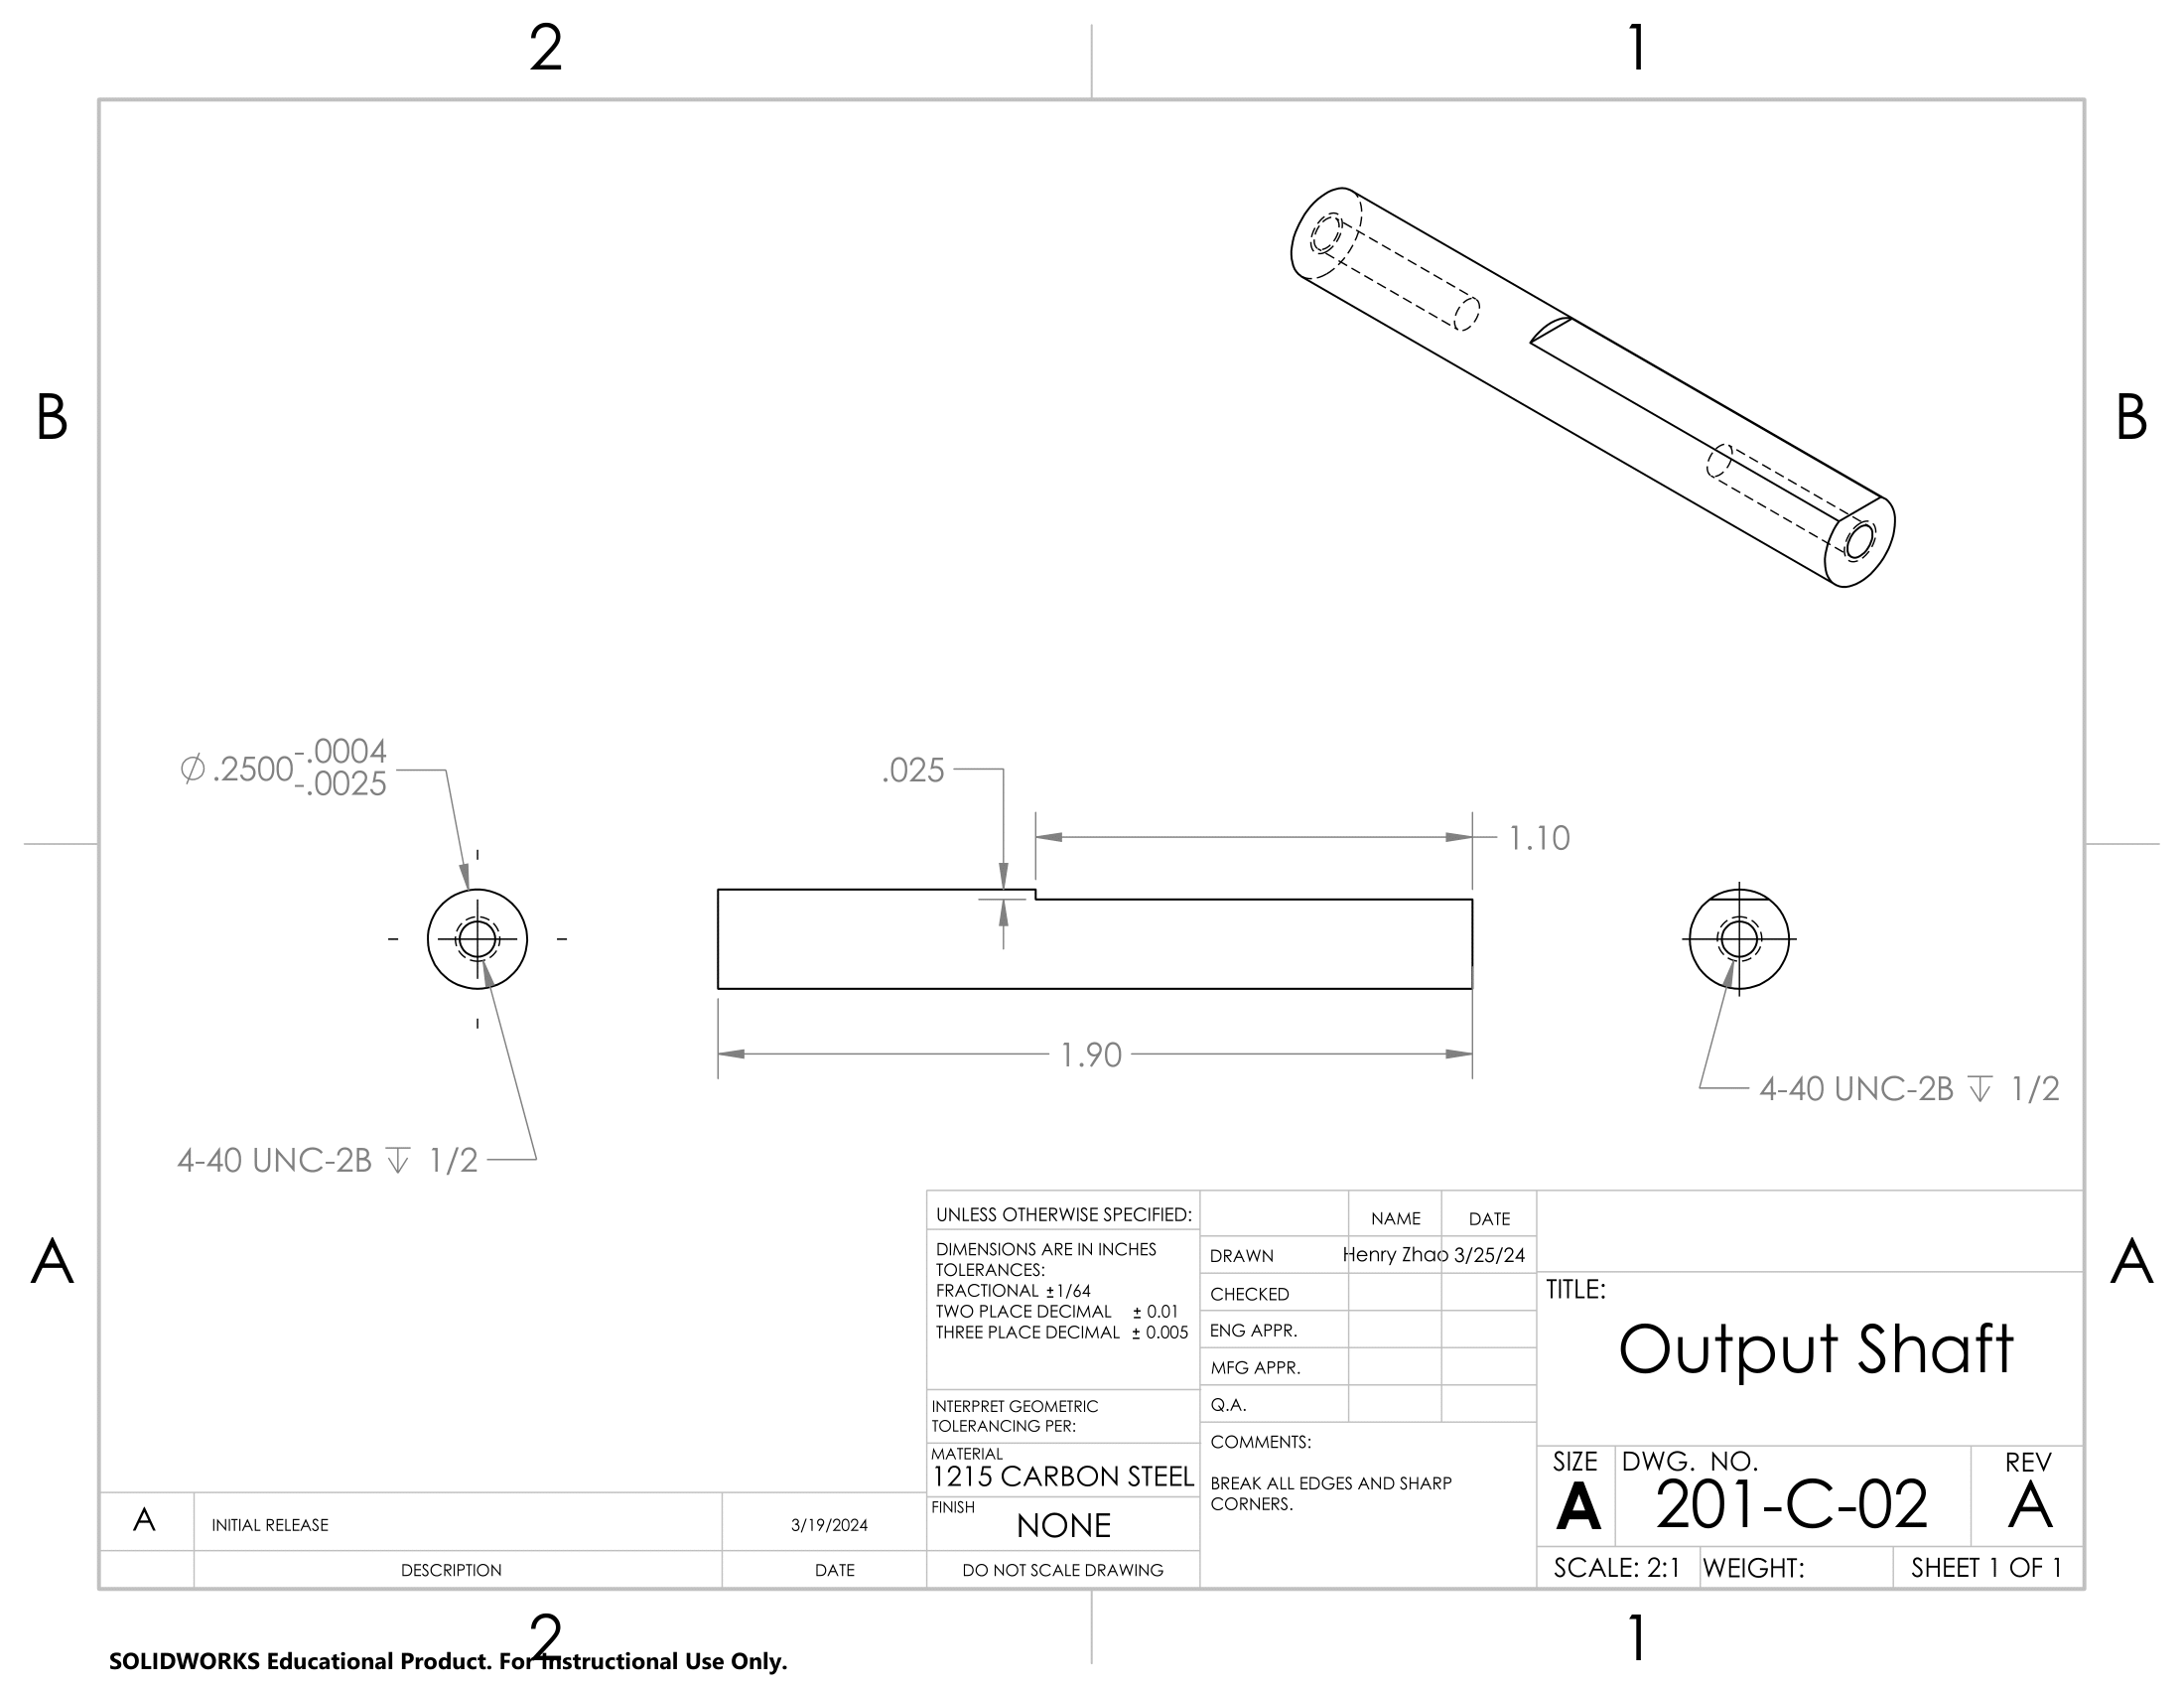 2 1
B B
⌀.2500 -.0004
-.0025
.025
1.10
1.90
4-40 UNC-2B ↧ 1/2
4-40 UNC-2B ↧ 1/2
A A
UNLESS OTHERWISE SPECIFIED:
DIMENSIONS ARE IN INCHES
TOLERANCES:
FRACTIONAL ±1/64
TWO PLACE DECIMAL ± 0.01
THREE PLACE DECIMAL ± 0.005
INTERPRET GEOMETRIC
TOLERANCING PER:
MATERIAL
1215 CARBON STEEL
FINISH
NONE
DO NOT SCALE DRAWING
NAME DATE
DRAWN Henry Zhao 3/25/24
CHECKED
ENG APPR.
MFG APPR.
Q.A.
COMMENTS:
BREAK ALL EDGES AND SHARP
CORNERS.
TITLE:
Output Shaft
SIZE DWG. NO. REV
A 201-C-02 A
SCALE: 2:1 WEIGHT: SHEET 1 OF 1
A INITIAL RELEASE 3/19/2024
DESCRIPTION DATE
2 1
SOLIDWORKS Educational Product. For Instructional Use Only.